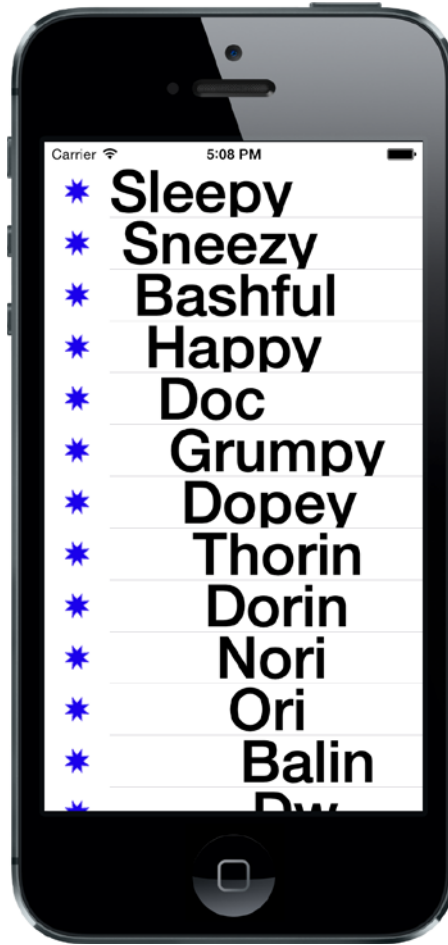 Carrier 5:08 PM
Sleepy
Sneezy
Bashful
Happy
Doc
Grumpy
Dopey
Thorin
Dorin
Nori
Ori
Balin